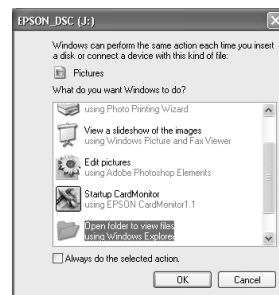 EPSON_DSC (J:)
Windows can perform the same action each time you insert
a disk or connect a device with this kind of file:
Pictures
What do you want Windows to do?
using Photo Printing Wizard
View a slideshow of the images
using Windows Picture and Fax Viewer
Edit pictures
using Adobe Photoshop Elements
Startup CardMonitor
using EPSON CardMonitor1.1
Open folder to view files
using Windows Explorer
Always do the selected action.
OK Cancel